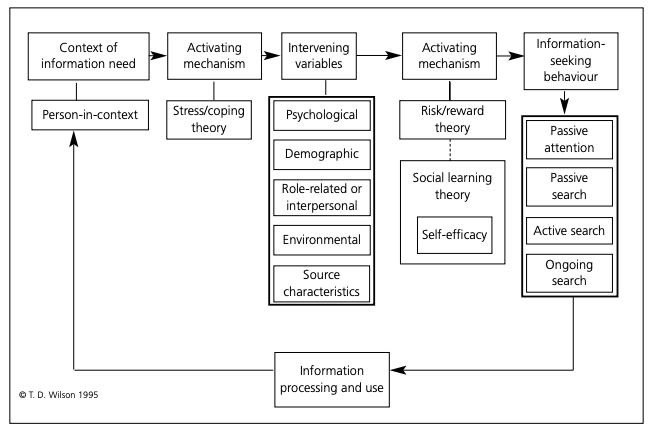 Context of
information need
Activating
mechanism
Intervening
variables
Activating
mechanism
Information-
seeking
behaviour
Person-in-context
Stress/coping
theory
Psychological
Demographic
Role-related or
interpersonal
Environmental
Source
characteristics
Risk/reward
theory
Social learning
theory
Self-efficacy
Passive
attention
Passive
search
Active search
Ongoing
search
Information
processing and use
© T. D. Wilson 1995